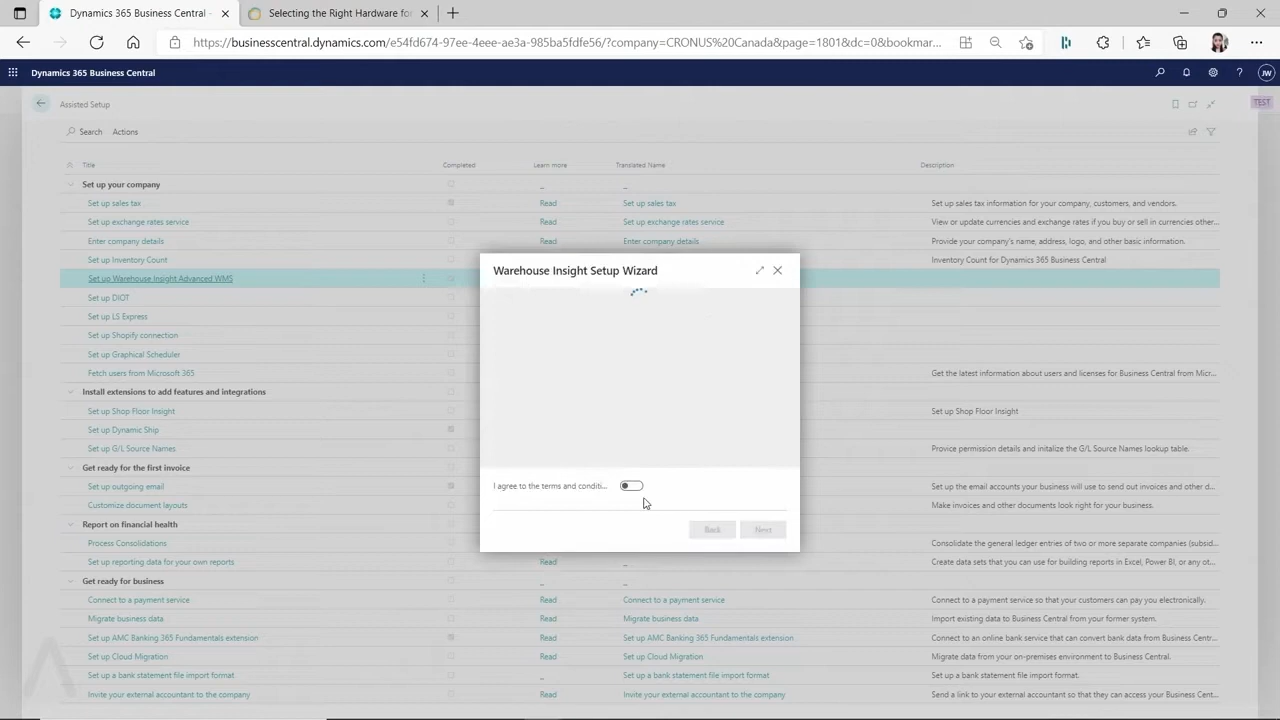 Dynamics 365 Business Central -
Selecting the Right Hardware for
https://businesscentral.dynamics.com/e54fd674-97ee-4eee-ae3a-985ba5fdfe56/?company=CRONUS%20Canada&page=1801&dc=0&bookmar...
Dynamics 365 Business Central
JW
Assisted Setup
TEST
Search Actions
Title Completed Learn more Translated Name Description
Set up your company _ _
Set up sales tax Read Set up sales tax Set up sales tax information for your company, customers, and vendors.
Set up exchange rates service Read Set up exchange rates service View or update currencies and exchange rates if you buy or sell in currencies other...
Enter company details Read Enter company details Provide your company's name, address, logo, and other basic information.
Set up Inventory Count Inventory Count for Dynamics 365 Business Central
Set up Warehouse Insight Advanced WMS
Set up DIOT
Set up LS Express
Set up Shopify connection
Set up Graphical Scheduler
Fetch users from Microsoft 365 Get the latest information about users and licenses for Business Central from Micr...
Install extensions to add features and integrations
Set up Shop Floor Insight Set up Shop Floor Insight
Set up Dynamic Ship
Set up G/L Source Names Provice permission details and initalize the G/L Source Names lookup table.
Get ready for the first invoice
Set up outgoing email Set up the email accounts your business will use to send out invoices and other d...
Customize document layouts Make invoices and other documents look right for your business.
Report on financial health
Process Consolidations Consolidate the general ledger entries of two or more separate companies (subsid...
Set up reporting data for your own reports Read _ Create data sets that you can use for building reports in Excel, Power BI, or any ot...
Get ready for business _ _
Connect to a payment service Read Connect to a payment service Connect to a payment service so that your customers can pay you electronically.
Migrate business data Read Migrate business data Import existing data to Business Central from your former system.
Set up AMC Banking 365 Fundamentals extension Read Set up AMC Banking 365 Fundamentals extension Connect to an online bank service that can convert bank data from Business Centr...
Set up Cloud Migration Read Set up Cloud Migration Migrate data from your on-premises environment to Business Central.
Set up a bank statement file import format _ Set up a bank statement file import format Set up a bank statement file import format.
Invite your external accountant to the company Read Invite your external accountant to the company Send a link to your external accountant so that they can access your Business Cent...
Warehouse Insight Setup Wizard
I agree to the terms and conditi...
Back Next